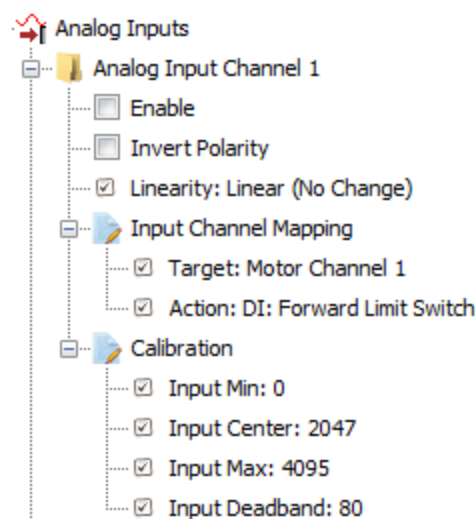 Analog Inputs
Analog Input Channel 1
Enable
Invert Polarity
Linearity: Linear (No Change)
Input Channel Mapping
Target: Motor Channel 1
Action: DI: Forward Limit Switch
Calibration
Input Min: 0
Input Center: 2047
Input Max: 4095
Input Deadband: 80